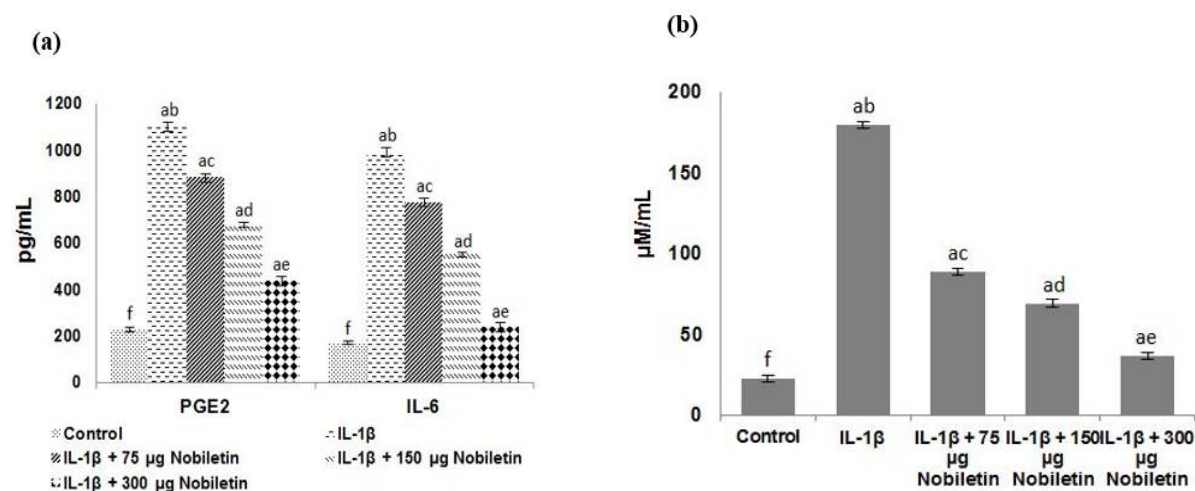 (a)
1200
1000
800
600
400
200
0
pg/mL
f
ab
ac
ad
ae
f
ab
ac
ad
ae
PGE2 IL-6
Control IL-1β
IL-1β + 75 µg Nobiletin IL-1β + 150 µg Nobiletin
IL-1β + 300 µg Nobiletin
(b)
200
150
100
50
0
µM/mL
f
ab
ac
ad
ae
Control IL-1β IL-1β + 75 IL-1β + 150 IL-1β + 300
µg µg µg
Nobiletin Nobiletin Nobiletin